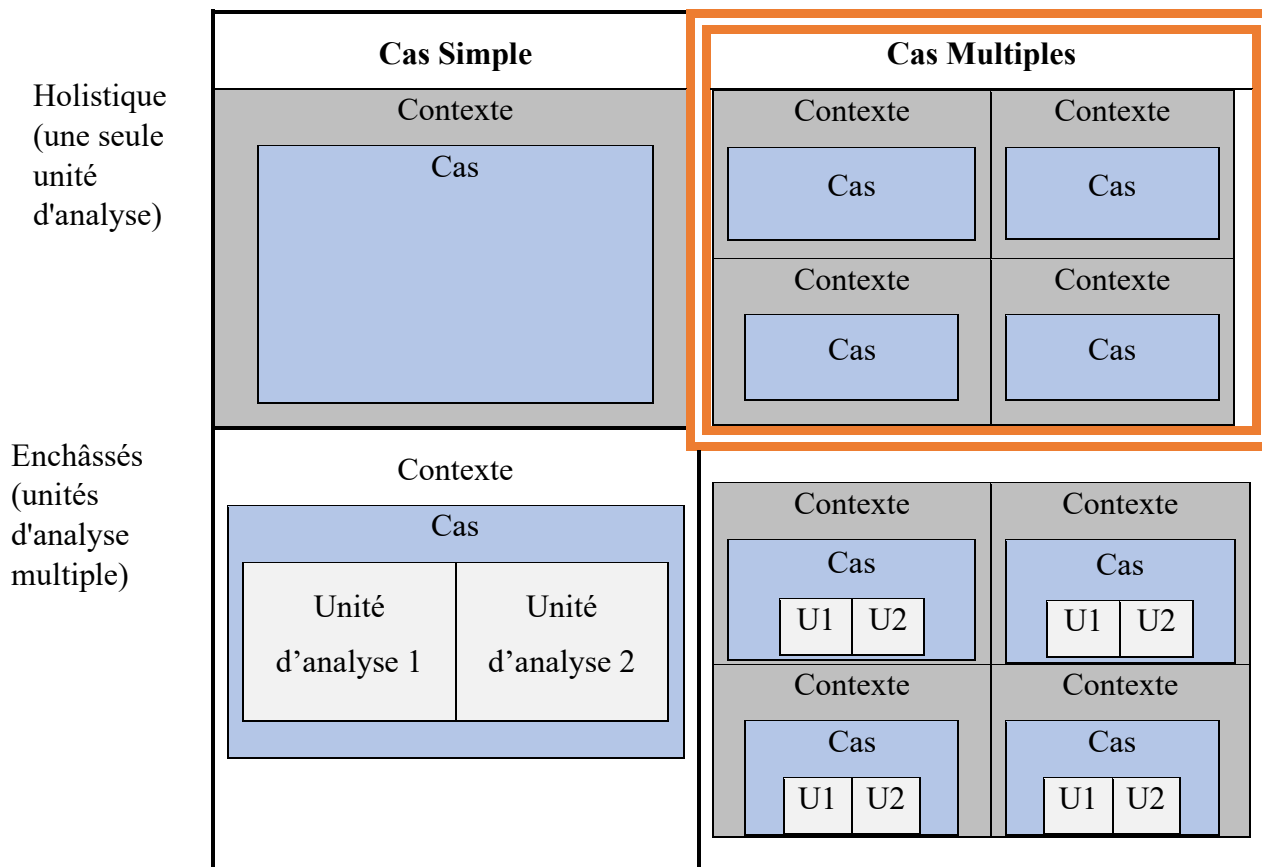 Cas Simple
Cas Multiples
Holistique
(une seule
unité
d'analyse)
Contexte
Cas
Contexte
Contexte
Cas
Cas
Contexte
Contexte
Cas
Cas
Enchâssés
(unités
d'analyse
multiple)
Contexte
Cas
Unité
d’analyse 1
Unité
d’analyse 2
Contexte
Contexte
Cas
Cas
U1
U2
U1
U2
Contexte
Contexte
Cas
Cas
U1
U2
U1
U2